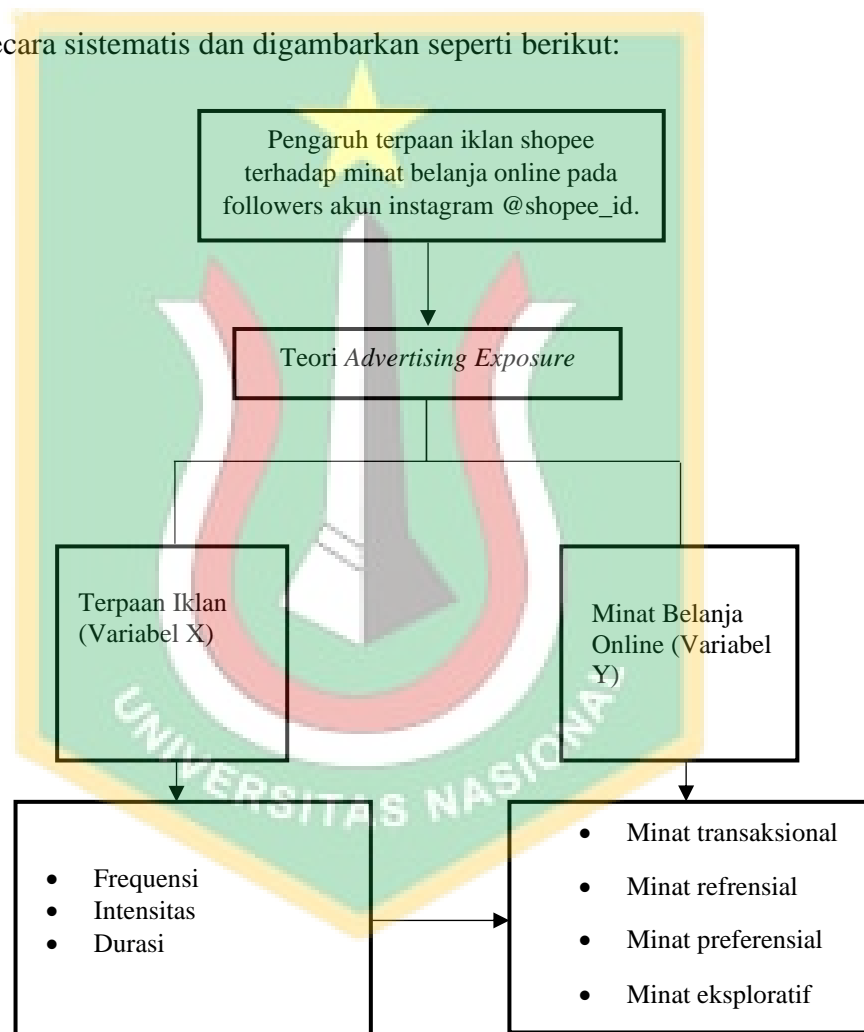 ecara sistematis dan digambarkan seperti berikut:
Pengaruh terpaan iklan shopee
terhadap minat belanja online pada
followers akun instagram @shopee_id.
Teori Advertising Exposure
Terpaan Iklan
(Variabel X)
Minat Belanja
Online (Variabel
Y)
UNIVERSITAS NASIONAL
• Frequensi
• Intensitas
• Durasi
• Minat transaksional
• Minat refrensial
• Minat preferensial
• Minat eksploratif